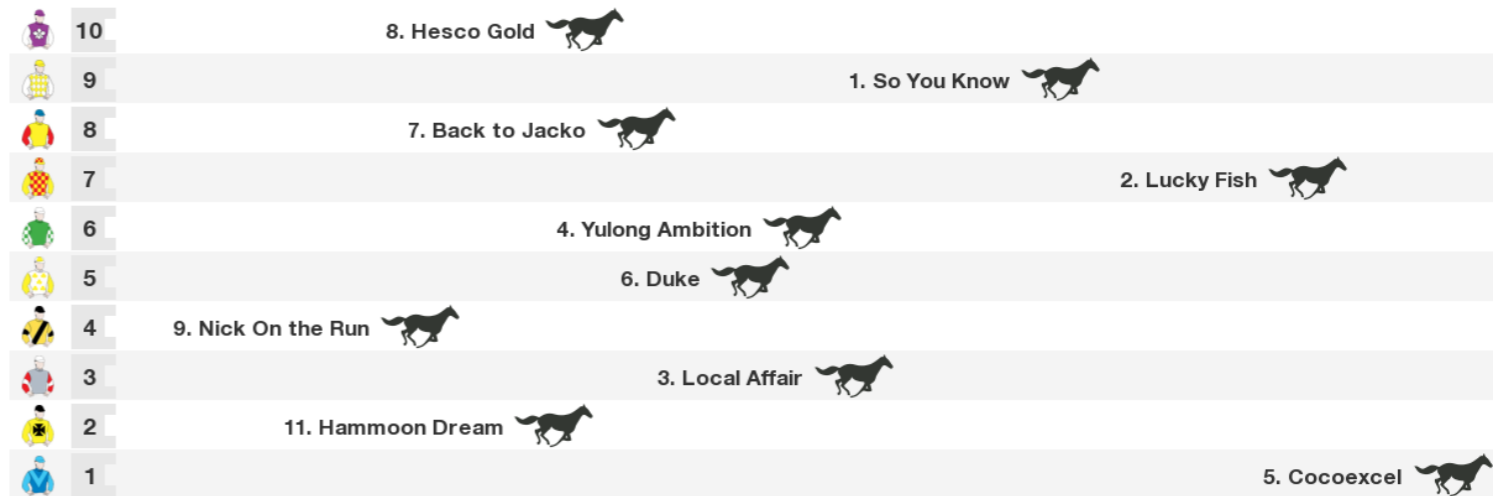 10 8. Hesco Gold
9 1. So You Know
8 7. Back to Jacko
7 2. Lucky Fish
6 4. Yulong Ambition
5 6. Duke
4 9. Nick On the Run
3 3. Local Affair
2 11. Hammoon Dream
1 5. Cocoexcel